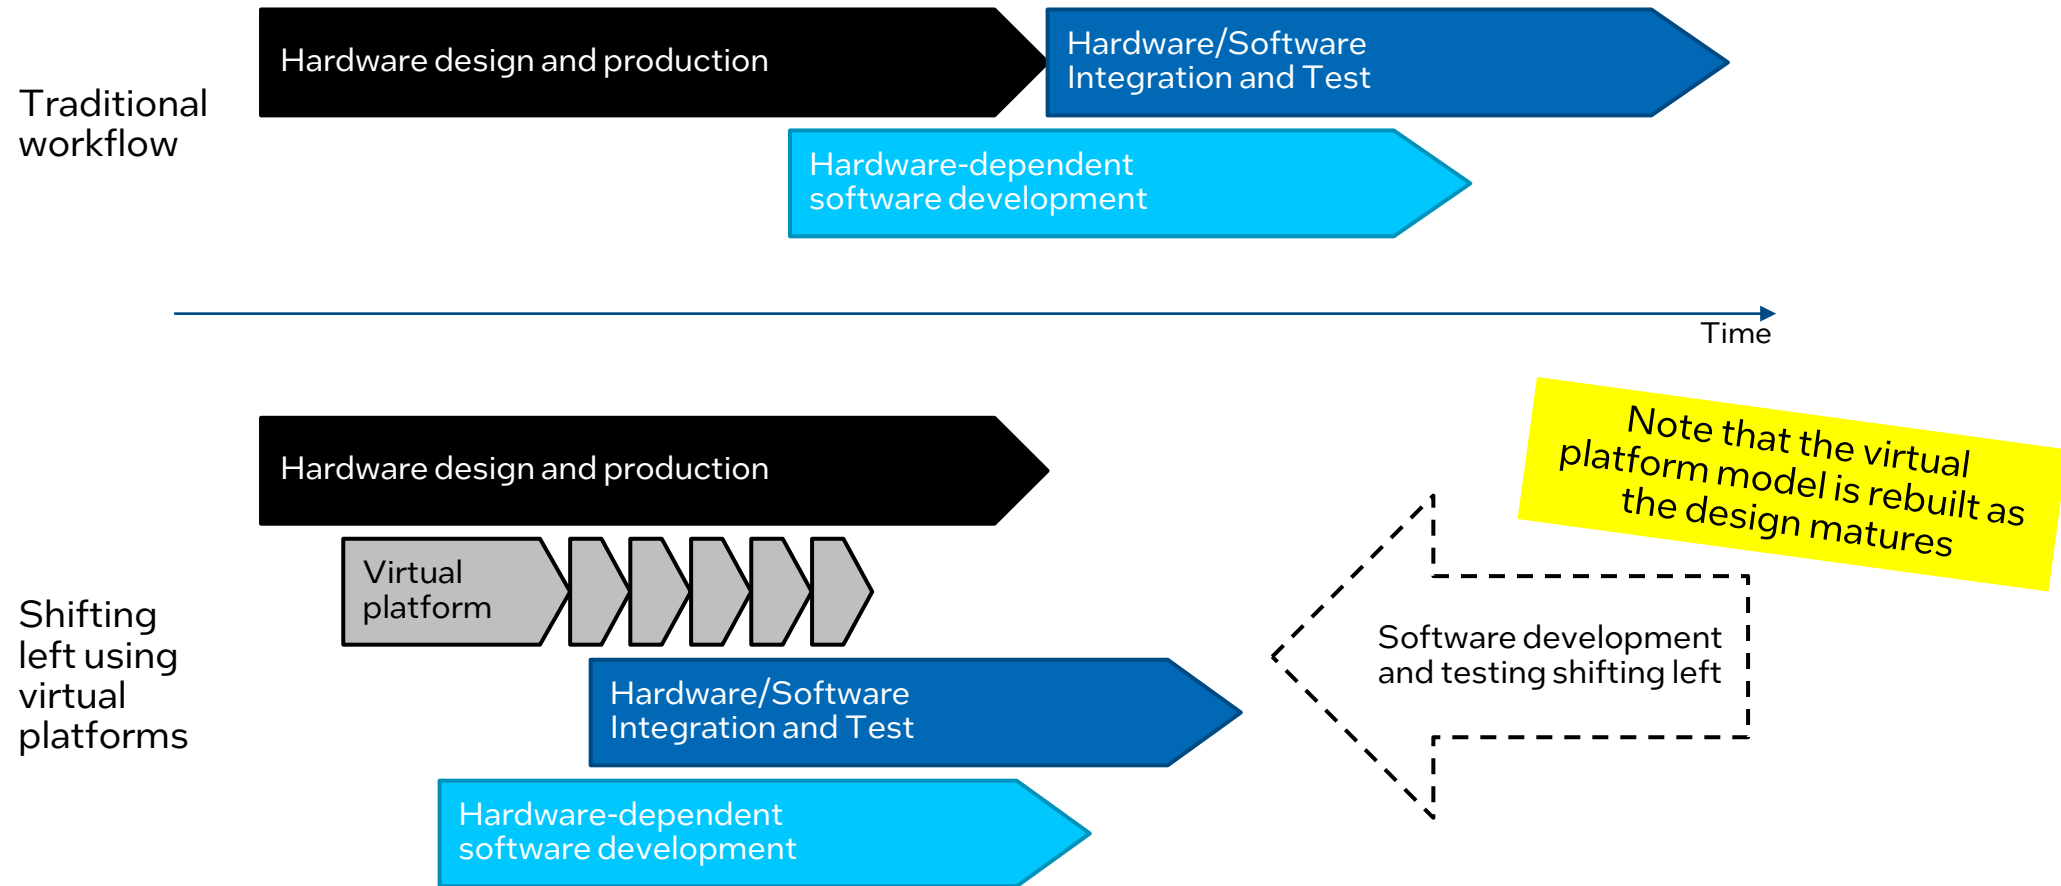 Traditional
workflow
Hardware design and production
Hardware/Software
Integration and Test
Hardware-dependent
software development
Time
Shifting
left using
virtual
platforms
Hardware design and production
Virtual
platform
Hardware/Software
Integration and Test
Hardware-dependent
software development
Note that the virtual
platform model is rebuilt as
the design matures
Software development
and testing shifting left